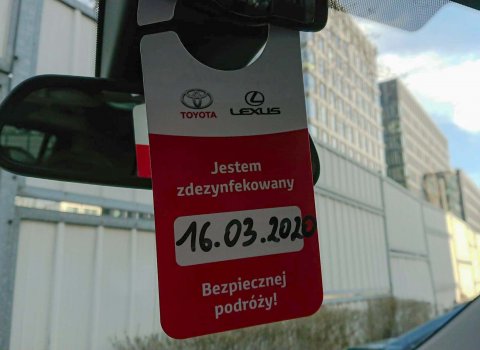 TOYOTA LEXUS
Jestem
zdezynfekowany
16.03.2020
Bezpiecznej
podróży!